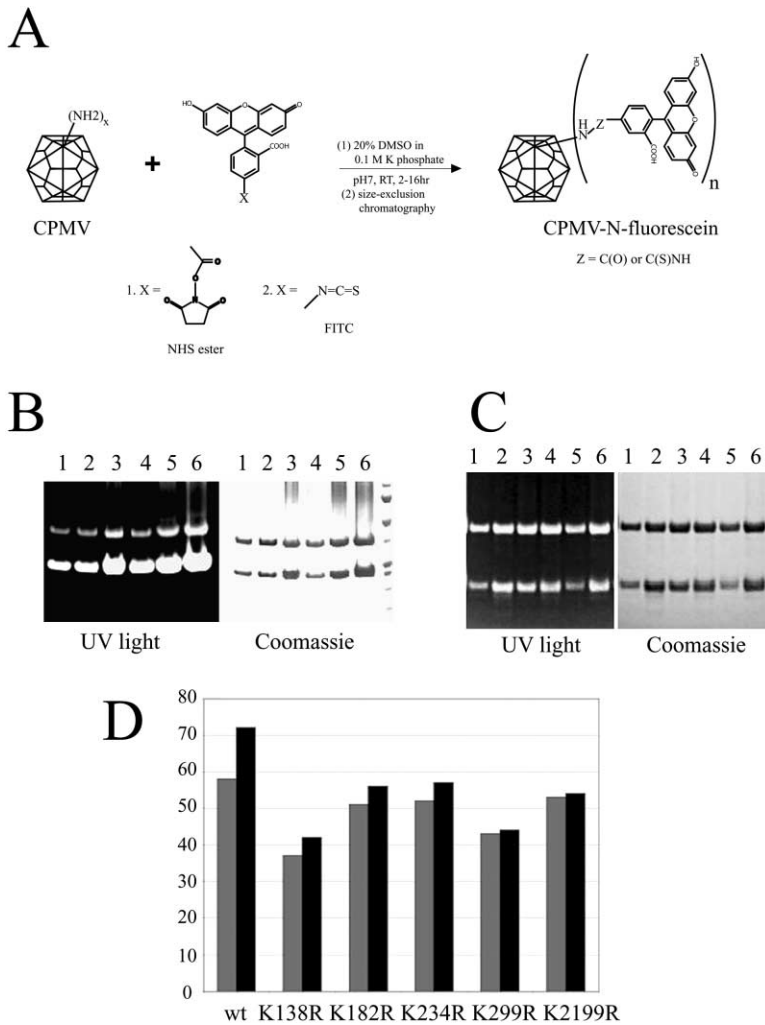 A
(NH2)x
CPMV
+
HO
O
O
COOH
X
(1) 20% DMSO in
0.1 M K phosphate
pH7, RT, 2-16hr
(2) size-exclusion
chromatography
H
N
Z
COOH
OH
O
O
n
CPMV-N-fluorescein
Z = C(O) or C(S)NH
1. X =
O
O
O
N
O
NHS ester
2. X =
N=C=S
FITC
B
1 2 3 4 5 6
1 2 3 4 5 6
UV light
Coomassie
C
1 2 3 4 5 6
1 2 3 4 5 6
UV light
Coomassie
D
80
70
60
50
40
30
20
10
0
wt K138R K182R K234R K299R K2199R